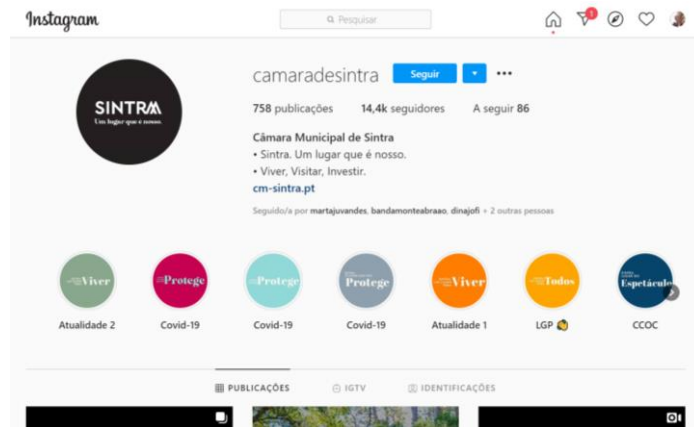 Instagram
Pesquisar
1
camaradesintra Seguir
758 publicações 14,4k seguidores A seguir 86
Câmara Municipal de Sintra
• Sintra. Um lugar que é nosso.
• Viver, Visitar, Investir.
cm-sintra.pt
Seguido/a por martajuvandes, bandamonteabraao, dinajofi + 2 outras pessoas
SINTRA
Um lugar que é nosso.
Viver
Protege
Protege
Protege
Viver
Todos
Espetáculo
Atualidade 2
Covid-19
Covid-19
Covid-19
Atualidade 1
LGP
CCOC
PUBLICAÇÕES
IGTV
IDENTIFICAÇÕES